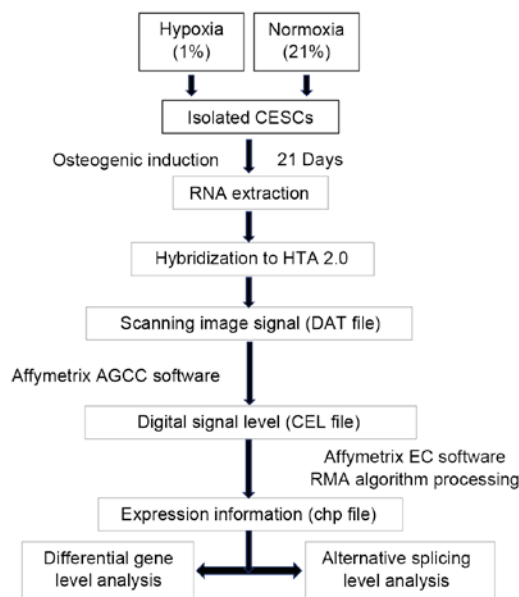 Hypoxia
(1%)
Normoxia
(21%)
Isolated CESCs
Osteogenic induction
21 Days
RNA extraction
Hybridization to HTA 2.0
Scanning image signal (DAT file)
Affymetrix AGCC software
Digital signal level (CEL file)
Affymetrix EC software
RMA algorithm processing
Expression information (chp file)
Differential gene
level analysis
Alternative splicing
level analysis